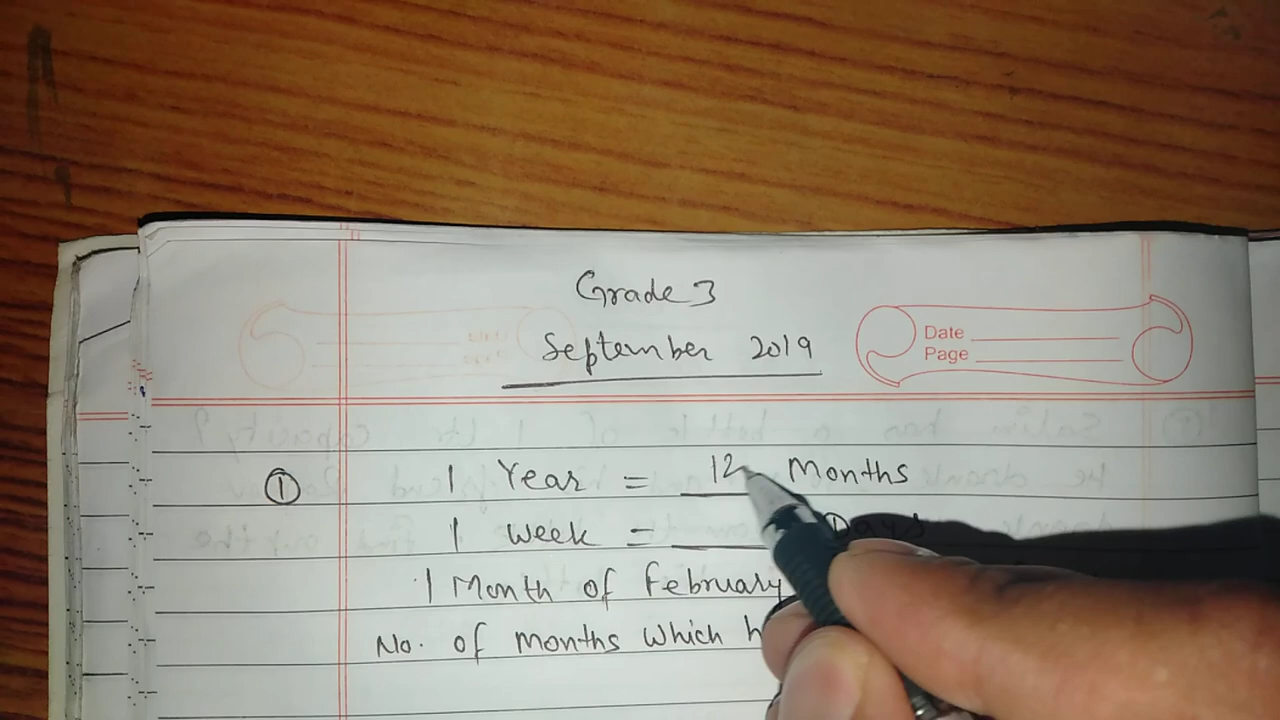 Grade 3
September 2019
Date
Page
① 1 Year = 12 Months
1 Week = Days
1 Month of February
No. of months which h